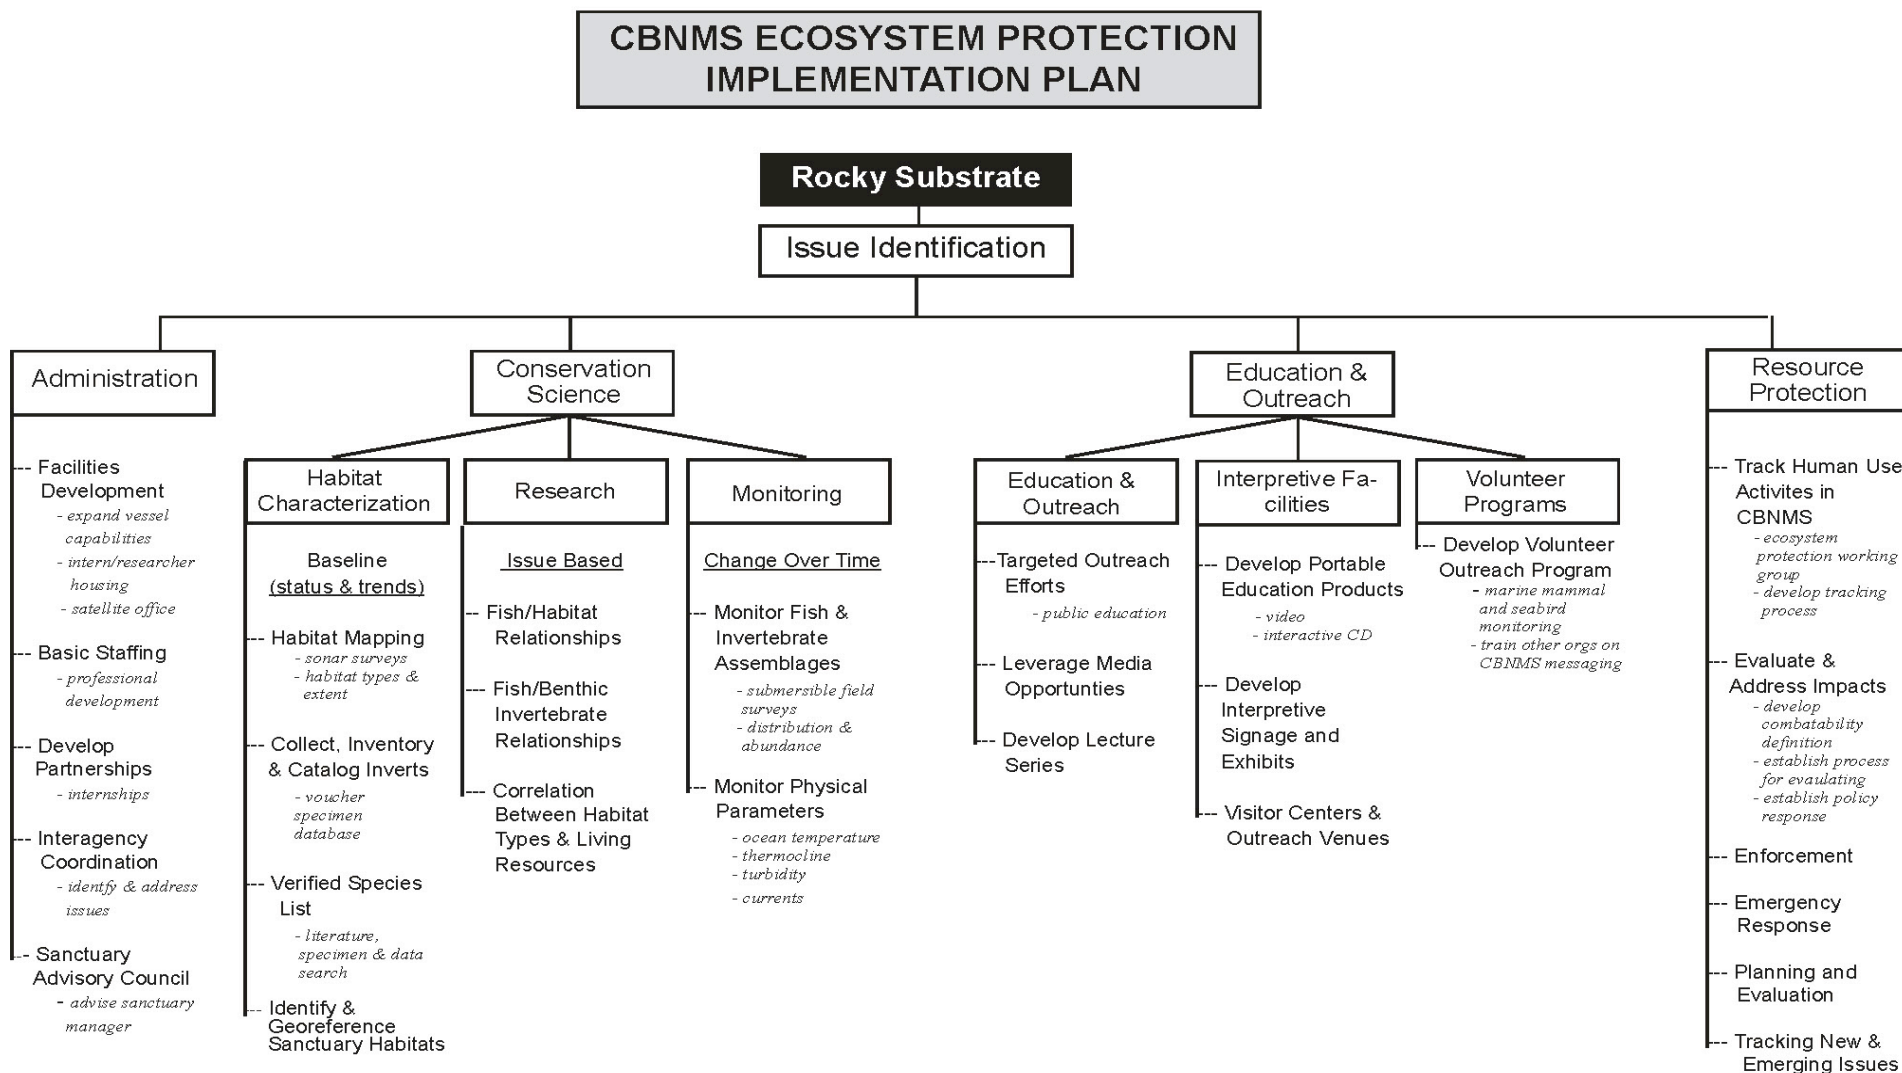 CBNMS ECOSYSTEM PROTECTION
IMPLEMENTATION PLAN
Rocky Substrate
Issue Identification
Administration
--- Facilities
Development
- expand vessel
capabilities
- intern/researcher
housing
- satellite office
--- Basic Staffing
- professional
development
--- Develop
Partnerships
- internships
--- Interagency
Coordination
- identfy & address
issues
--- Sanctuary
Advisory Council
- advise sanctuary
manager
Conservation
Science
Habitat
Characterization
Baseline
(status & trends)
--- Habitat Mapping
- sonar surveys
- habitat types &
extent
--- Collect, Inventory
& Catalog Inverts
- voucher
specimen
database
--- Verified Species
List
- literature,
specimen & data
search
--- Identify &
Georeference
Sanctuary Habitats
Research
Issue Based
--- Fish/Habitat
Relationships
--- Fish/Benthic
Invertebrate
Relationships
--- Correlation
Between Habitat
Types & Living
Resources
Monitoring
Change Over Time
--- Monitor Fish &
Invertebrate
Assemblages
- submersible field
surveys
- distribution &
abundance
--- Monitor Physical
Parameters
- ocean temperature
- thermocline
- turbidity
- currents
Education &
Outreach
Education &
Outreach
---Targeted Outreach
Efforts
- public education
--- Leverage Media
Opportunties
--- Develop Lecture
Series
Interpretive Fa-
cilities
--- Develop Portable
Education Products
- video
- interactive CD
--- Develop
Interpretive
Signage and
Exhibits
--- Visitor Centers &
Outreach Venues
Volunteer
Programs
--- Develop Volunteer
Outreach Program
- marine mammal
and seabird
monitoring
- train other orgs on
CBNMS messaging
Resource
Protection
--- Track Human Use
Activites in
CBNMS
- ecosystem
protection working
group
- develop tracking
process
--- Evaluate &
Address Impacts
- develop
combatability
definition
- establish process
for evaulating
- establish policy
response
--- Enforcement
--- Emergency
Response
--- Planning and
Evaluation
--- Tracking New &
Emerging Issues